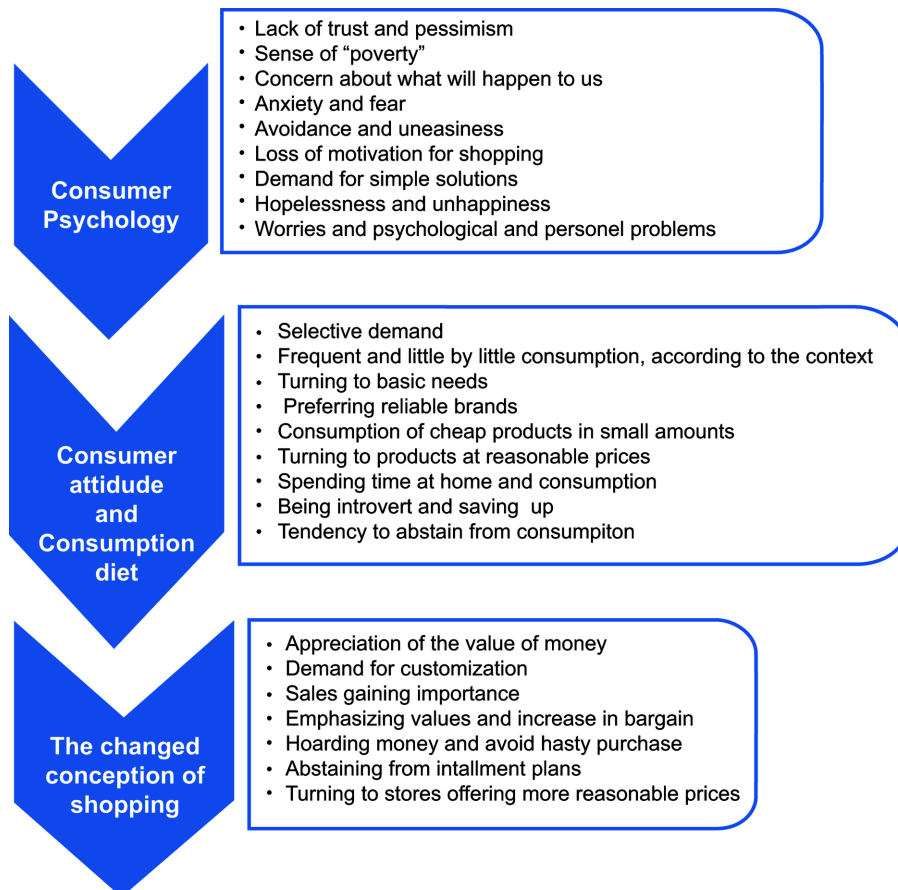 Consumer
Psychology
• Lack of trust and pessimism
• Sense of “poverty”
• Concern about what will happen to us
• Anxiety and fear
• Avoidance and uneasiness
• Loss of motivation for shopping
• Demand for simple solutions
• Hopelessness and unhappiness
• Worries and psychological and personel problems
Consumer
attidude
and
Consumption
diet
• Selective demand
• Frequent and little by little consumption, according to the context
• Turning to basic needs
• Preferring reliable brands
• Consumption of cheap products in small amounts
• Turning to products at reasonable prices
• Spending time at home and consumption
• Being introvert and saving up
• Tendency to abstain from consumpiton
The changed
conception of
shopping
• Appreciation of the value of money
• Demand for customization
• Sales gaining importance
• Emphasizing values and increase in bargain
• Hoarding money and avoid hasty purchase
• Abstaining from intallment plans
• Turning to stores offering more reasonable prices